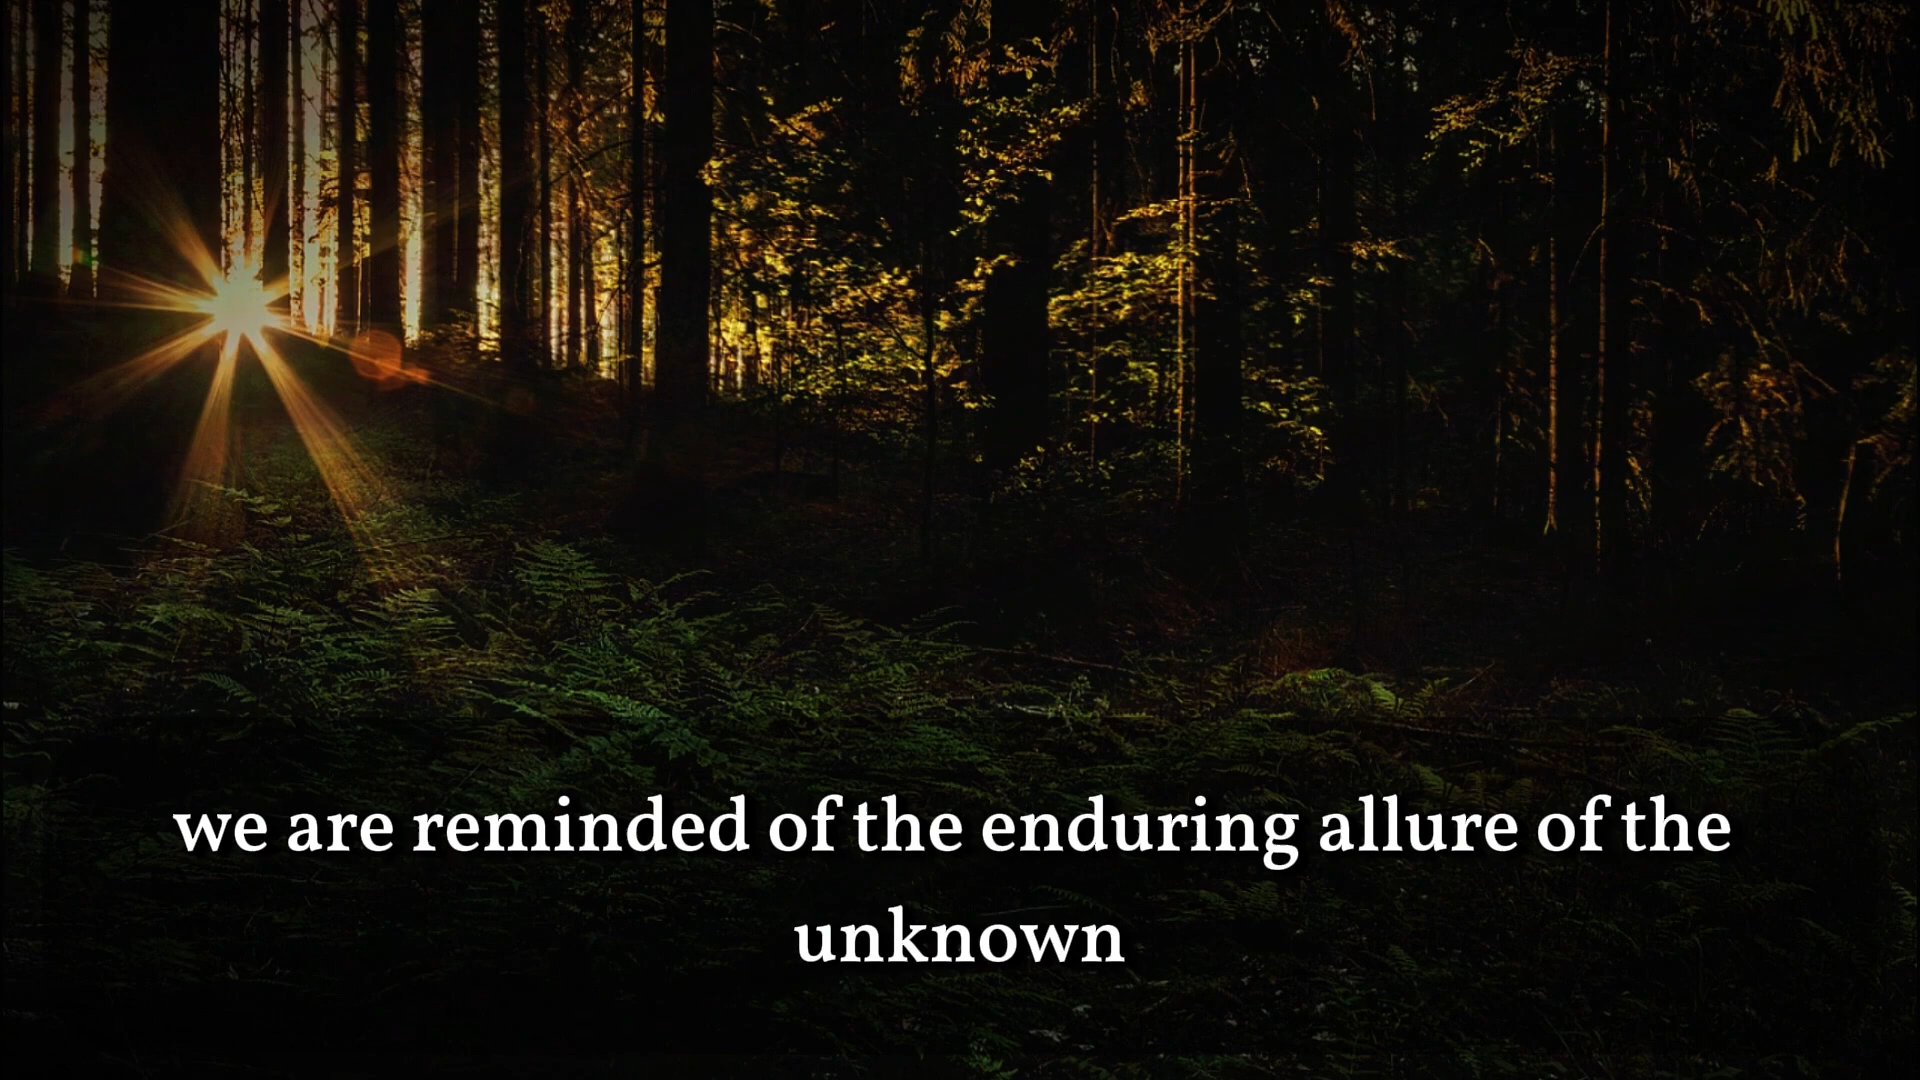 we are reminded of the enduring allure of the
unknown